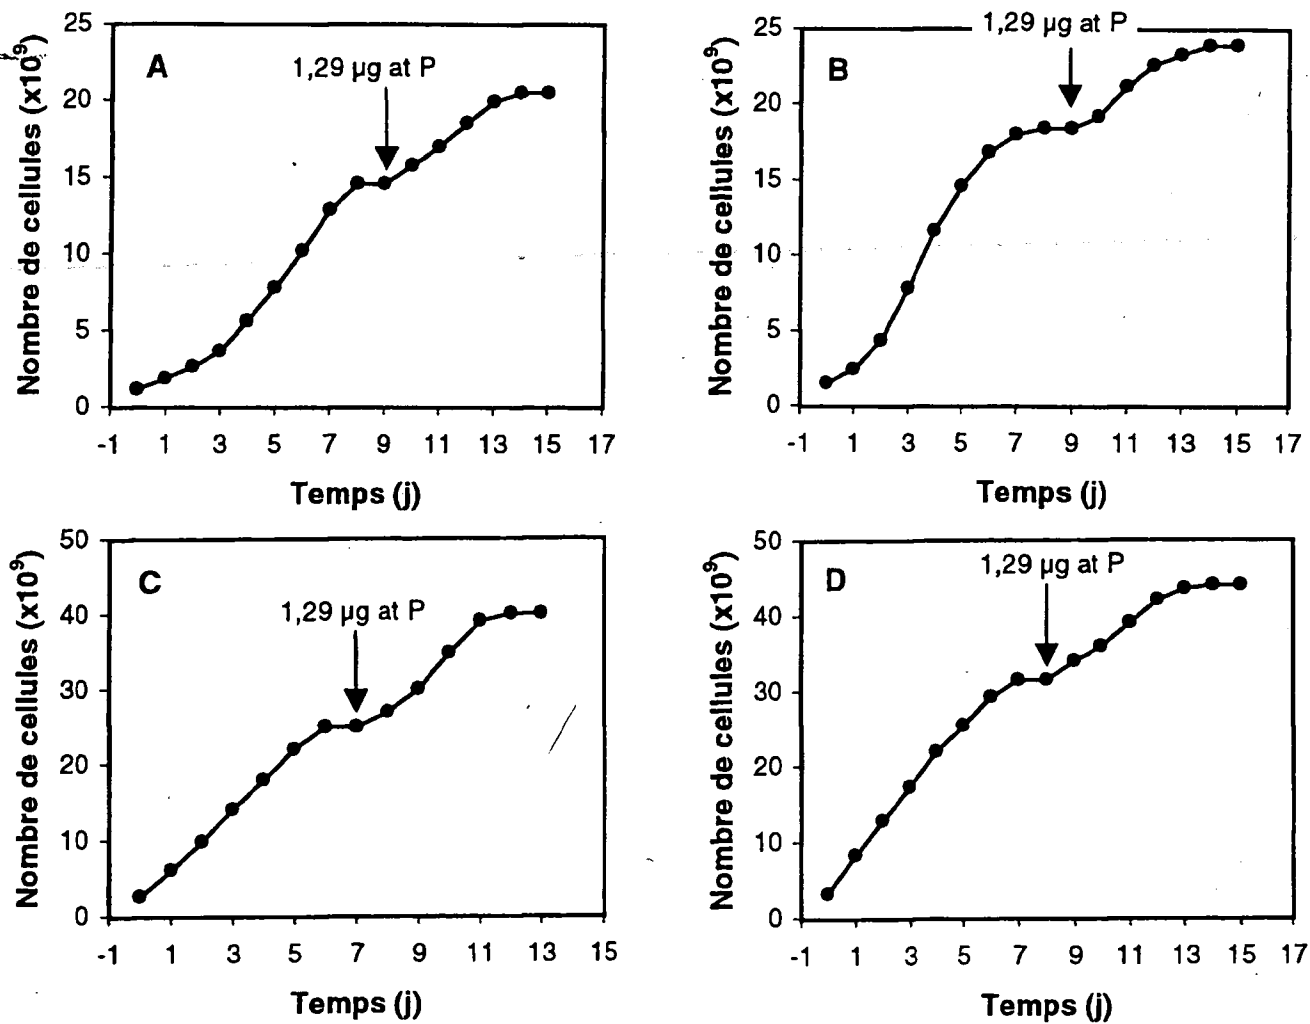 A
1,29 µg at P
Nombre de cellules (x10⁹)
25
20
15
10
5
0
-1 1 3 5 7 9 11 13 15 17
Temps (j)
B
1,29 µg at P
Nombre de cellules (x10⁹)
25
20
15
10
5
0
-1 1 3 5 7 9 11 13 15 17
Temps (j)
C
1,29 µg at P
Nombre de cellules (x10⁹)
50
40
30
20
10
0
-1 1 3 5 7 9 11 13 15
Temps (j)
D
1,29 µg at P
Nombre de cellules (x10⁹)
50
40
30
20
10
0
-1 1 3 5 7 9 11 13 15 17
Temps (j)